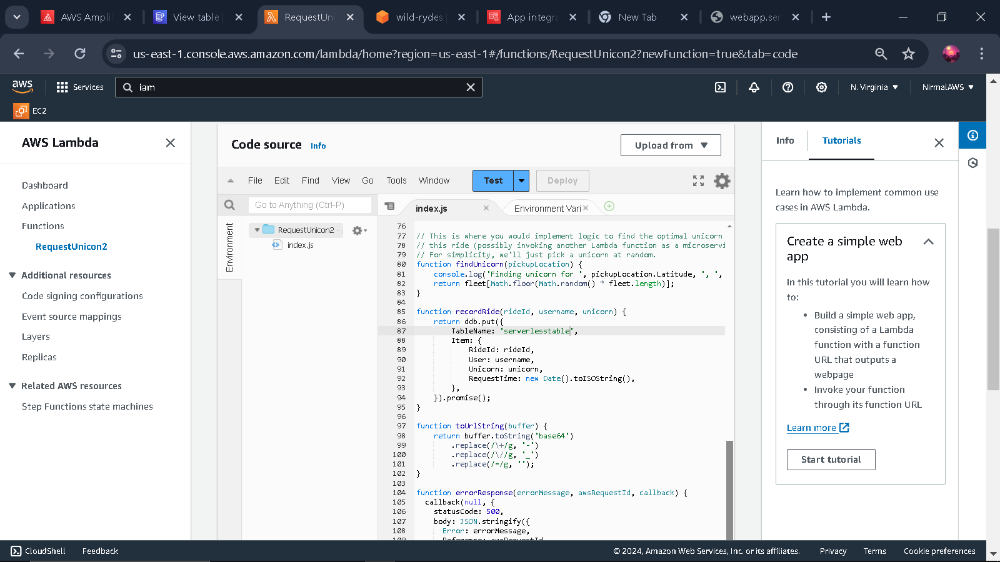 AWS Ampli
View table
RequestUni
wild-rydes
App integra
New Tab
webapp.ser
us-east-1.console.aws.amazon.com/lambda/home?region=us-east-1#/functions/RequestUnicon2?newFunction=true&tab=code
aws
Services
iam
N. Virginia
NirmalAWS
EC2
AWS Lambda
Dashboard
Applications
Functions
RequestUnicon2
Additional resources
Code signing configurations
Event source mappings
Layers
Replicas
Related AWS resources
Step Functions state machines
Code source Info
Upload from
File Edit Find View Go Tools Window
Test
Deploy
Go to Anything (Ctrl-P)
index.js
Environment Vari
Environment
RequestUnicon2 -
index.js
76
77 // This is where you would implement logic to find the optimal unicorn
78 // this ride (possibly invoking another Lambda function as a microservi
79 // For simplicity, we'll just pick a unicorn at random.
80 function findUnicorn(pickupLocation) {
81 console.log('Finding unicorn for ', pickupLocation.Latitude, ', ',
82 return fleet[Math.floor(Math.random() * fleet.length)];
83 }
84
85 function recordRide(rideId, username, unicorn) {
86 return ddb.put({
87 TableName: 'serverlesstable',
88 Item: {
89 RideId: rideId,
90 User: username,
91 Unicorn: unicorn,
92 RequestTime: new Date().toISOString(),
93 },
94 }).promise();
95 }
96
97 function toUrlString(buffer) {
98 return buffer.toString('base64')
99 .replace(/\+/g, '-')
100 .replace(/\//g, '_')
101 .replace(/=/g, '');
102 }
103
104 function errorResponse(errorMessage, awsRequestId, callback) {
105 callback(null, {
106 statusCode: 500,
107 body: JSON.stringify({
108 Error: errorMessage,
109 Reference: awsRequestId
Info
Tutorials
Learn how to implement common use
cases in AWS Lambda.
Create a simple web
app
In this tutorial you will learn how
to:
• Build a simple web app,
consisting of a Lambda
function with a function
URL that outputs a
webpage
• Invoke your function
through its function URL
Learn more
Start tutorial
CloudShell
Feedback
© 2024, Amazon Web Services, Inc. or its affiliates.
Privacy
Terms
Cookie preferences